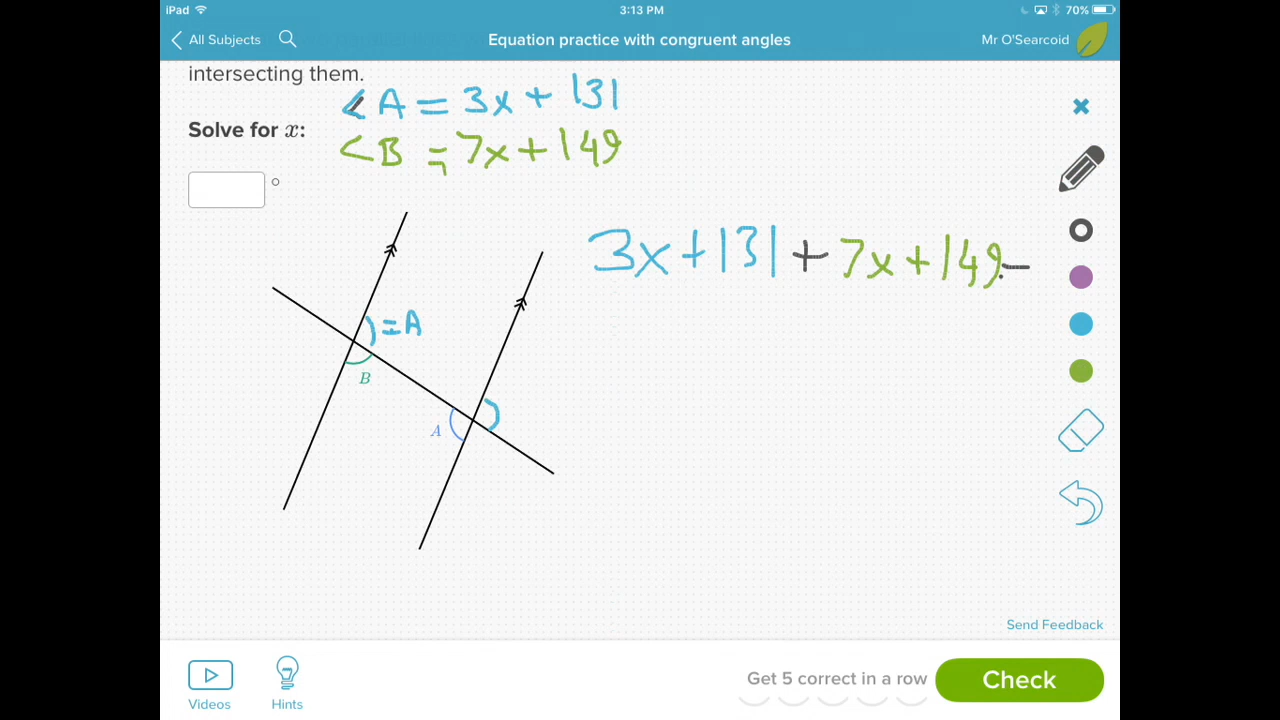 iPad 3:13 PM 70%
All Subjects Equation practice with congruent angles Mr O'Searcoid
intersecting them.
∠A = 3x + 131
Solve for x:
∠B = 7x + 149
°
3x+131 + 7x+149 -
= A
B
A
Send Feedback
Videos Hints Get 5 correct in a row Check